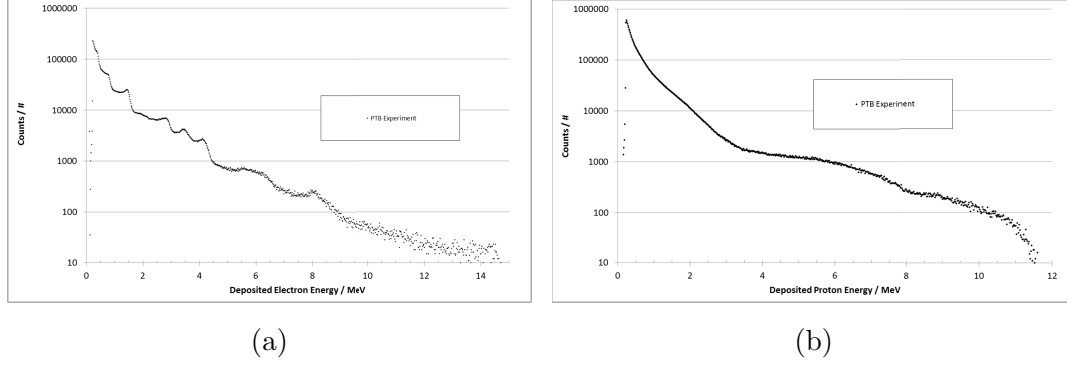 1000000
100000
10000
1000
100
10
Counts / #
PTB Experiment
0 2 4 6 8 10 12 14
Deposited Electron Energy / MeV
(a)
1000000
100000
10000
1000
100
10
Counts / #
PTB Experiment
0 2 4 6 8 10 12
Deposited Proton Energy / MeV
(b)